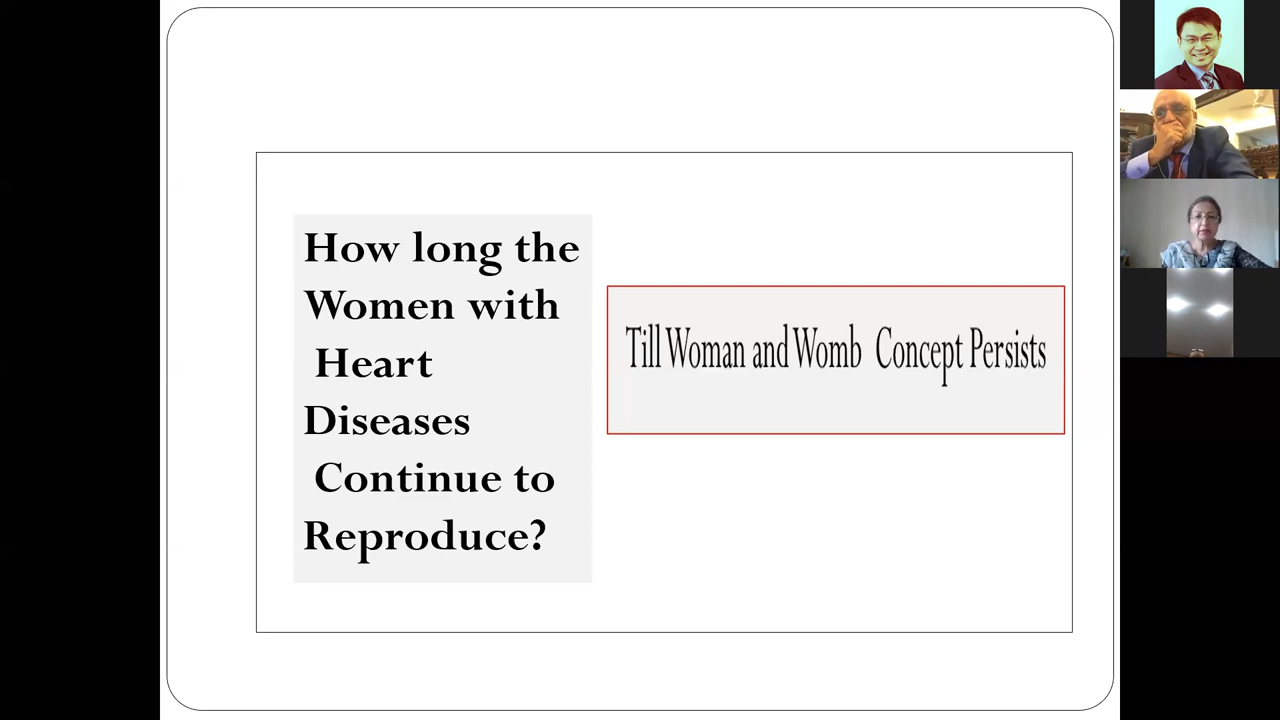 How long the
Women with
Heart
Diseases
Continue to
Reproduce?
Till Woman and Womb Concept Persists